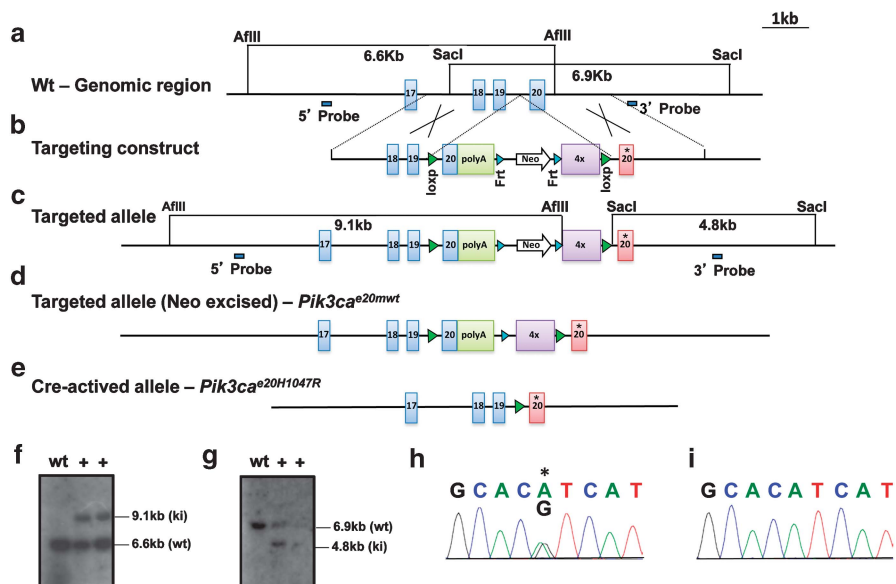 a
1kb
AflII AflII
6.6Kb SacI SacI
Wt – Genomic region 6.9Kb
17 18 19 20
5' Probe 3' Probe
b
Targeting construct
18 19 loxp 20 polyA Frt Neo Frt 4x loxp * 20
c
Targeted allele
AflII AflII SacI SacI
9.1kb 4.8kb
17 18 19 20 polyA Neo 4x * 20
5' Probe 3' Probe
d
Targeted allele (Neo excised) – Pik3ca^e20mwt
17 18 19 20 polyA 4x * 20
e
Cre-actived allele – Pik3ca^e20H1047R
17 18 19 * 20
f
wt + +
9.1kb (ki)
6.6kb (wt)
g
wt + +
6.9kb (wt)
4.8kb (ki)
h
*
G C A C A T C A T
G
i
G C A C A T C A T